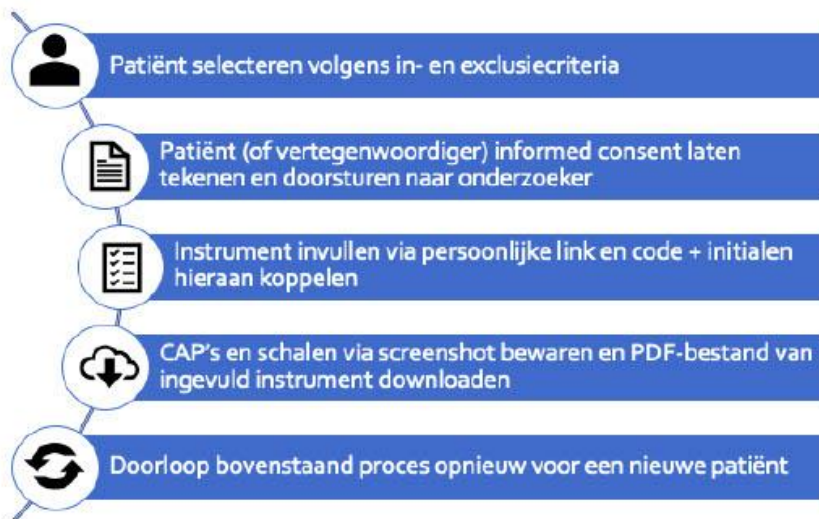 Patiënt selecteren volgens in- en exclusiecriteria
Patiënt (of vertegenwoordiger) informed consent laten
tekenen en doorsturen naar onderzoeker
Instrument invullen via persoonlijke link en code + initialen
hieraan koppelen
CAP's en schalen via screenshot bewaren en PDF-bestand van
ingevuld instrument downloaden
Doorloop bovenstaand proces opnieuw voor een nieuwe patiënt